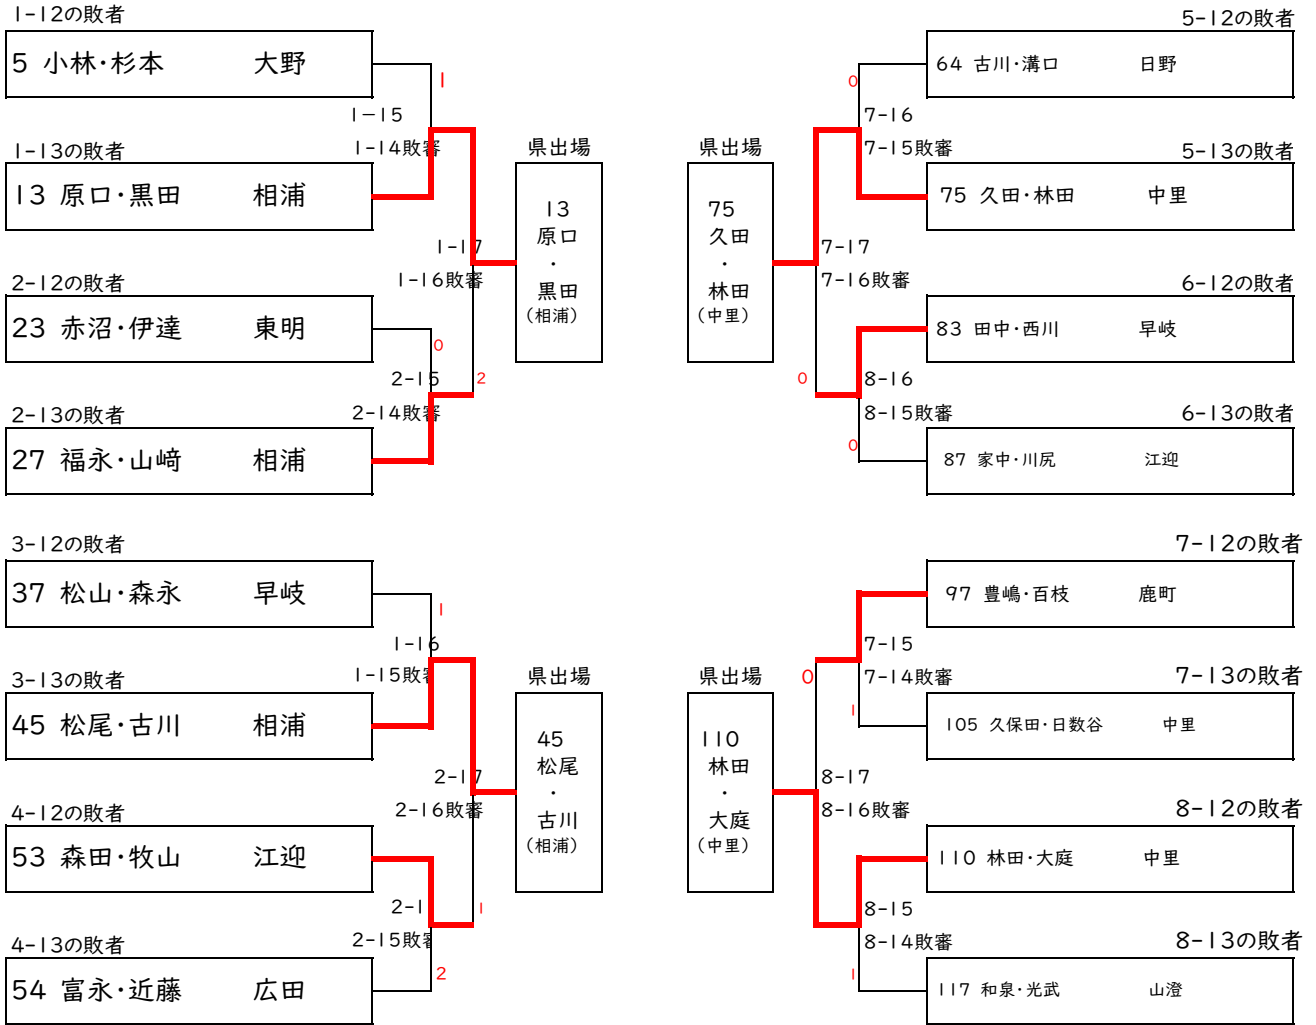 1-12の敗者
5 小林・杉本 大野
1
1-15
1-14敗審
1-13の敗者
13 原口・黒田 相浦
1-17
1-16敗審
県出場
13
原口
・
黒田
(相浦)
2-12の敗者
23 赤沼・伊達 東明
0
2-15
2-14敗審
2
2-13の敗者
27 福永・山﨑 相浦
3-12の敗者
37 松山・森永 早岐
1
1-16
1-15敗審
3-13の敗者
45 松尾・古川 相浦
2-17
2-16敗審
県出場
45
松尾
・
古川
(相浦)
4-12の敗者
53 森田・牧山 江迎
2-1
2-15敗審
1
4-13の敗者
54 富永・近藤 広田
2
5-12の敗者
64 古川・溝口 日野
0
7-16
7-15敗審
5-13の敗者
75 久田・林田 中里
県出場
75
久田
・
林田
(中里)
7-17
7-16敗審
6-12の敗者
83 田中・西川 早岐
0
8-16
8-15敗審
6-13の敗者
0
87 家中・川尻 江迎
7-12の敗者
97 豊嶋・百枝 鹿町
7-15
7-14敗審
0
7-13の敗者
1
105 久保田・日数谷 中里
県出場
110
林田
・
大庭
(中里)
8-17
8-16敗審
8-12の敗者
110 林田・大庭 中里
8-15
8-14敗審
8-13の敗者
1
117 和泉・光武 山澄